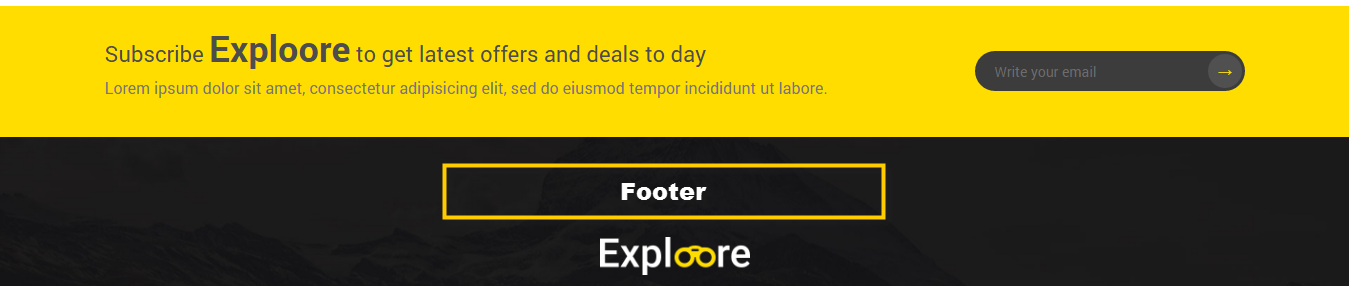 Subscribe Exploore to get latest offers and deals to day
Lorem ipsum dolor sit amet, consectetur adipisicing elit, sed do eiusmod tempor incididunt ut labore.
Write your email →
Footer
Exploore